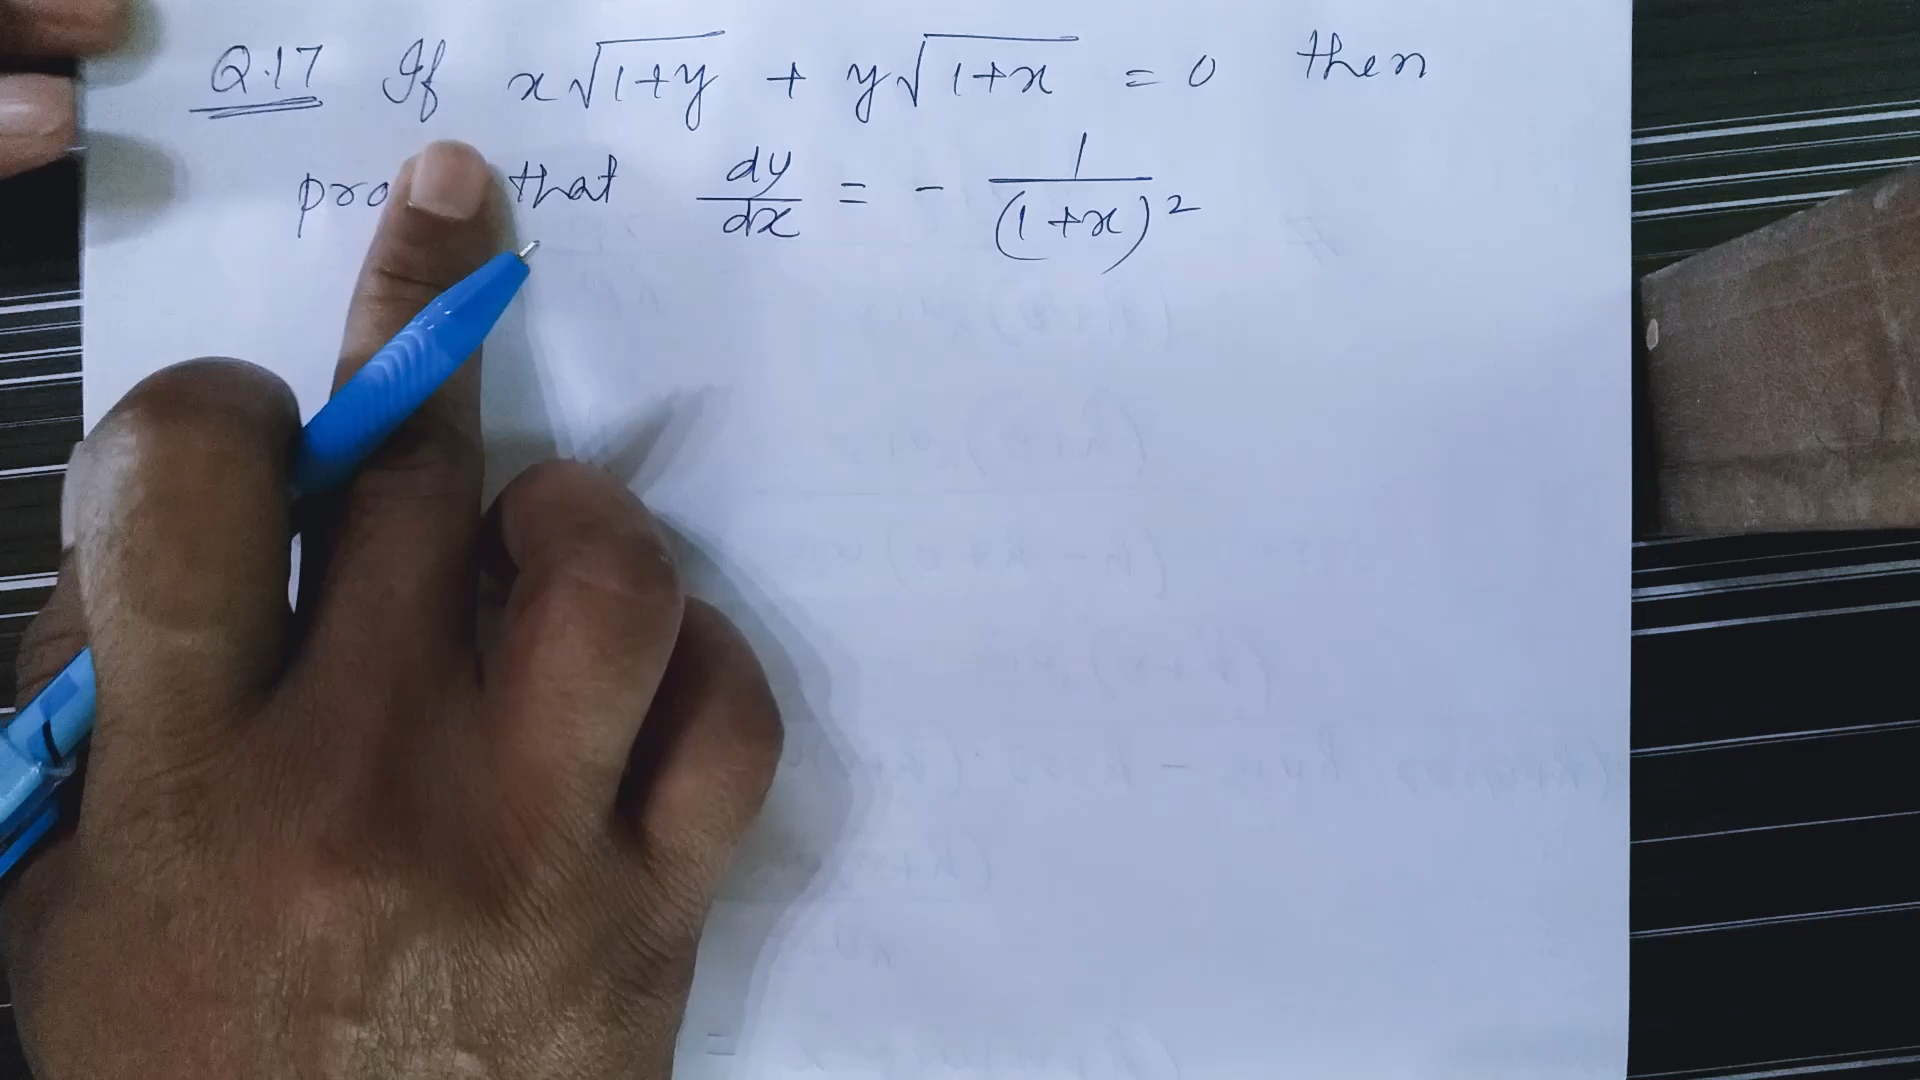 Q.17 If x√1+y + y√1+x = 0 then
pro that dy/dx = - 1/(1+x)²